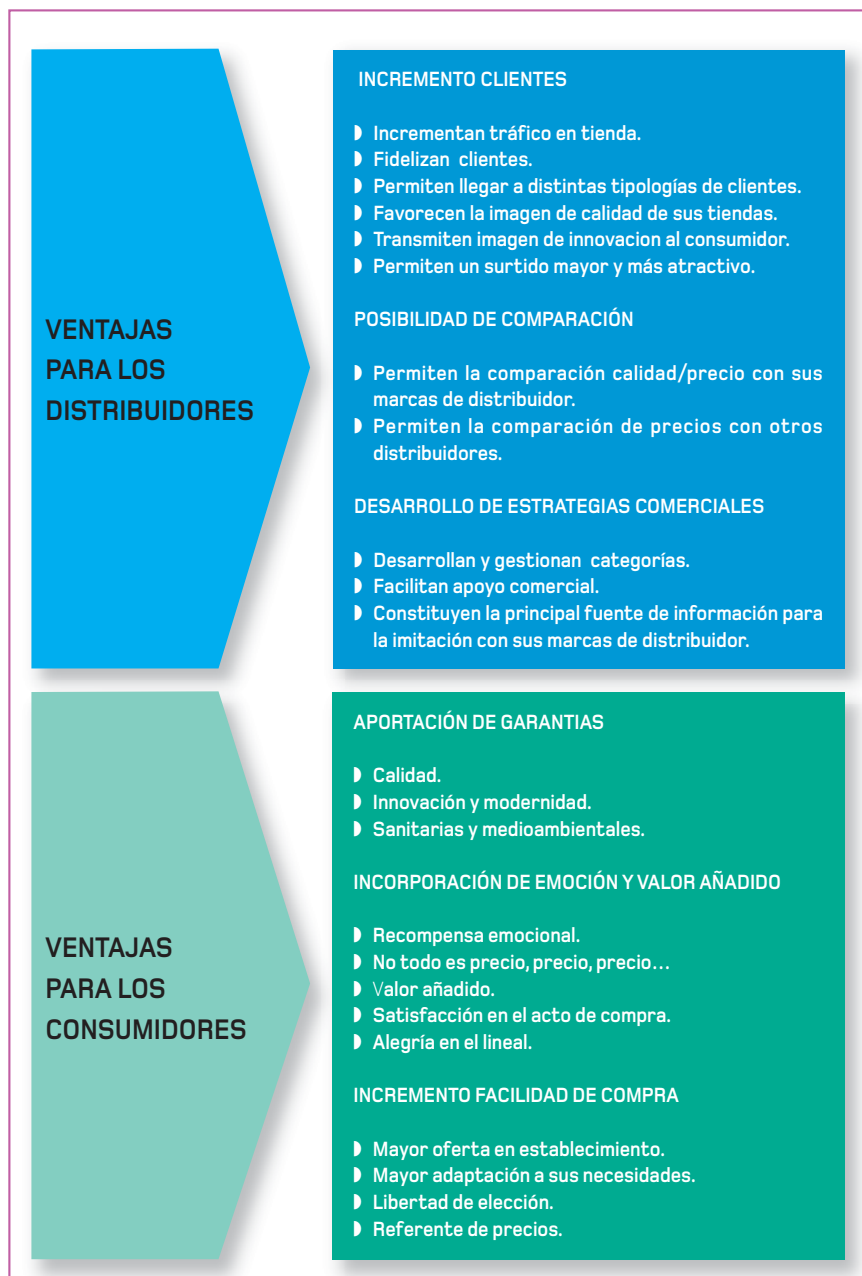 VENTAJAS
PARA LOS
DISTRIBUIDORES
INCREMENTO CLIENTES
Incrementan tráfico en tienda.
Fidelizan clientes.
Permiten llegar a distintas tipologías de clientes.
Favorecen la imagen de calidad de sus tiendas.
Transmiten imagen de innovacion al consumidor.
Permiten un surtido mayor y más atractivo.
POSIBILIDAD DE COMPARACIÓN
Permiten la comparación calidad/precio con sus
marcas de distribuidor.
Permiten la comparación de precios con otros
distribuidores.
DESARROLLO DE ESTRATEGIAS COMERCIALES
Desarrollan y gestionan categorías.
Facilitan apoyo comercial.
Constituyen la principal fuente de información para
la imitación con sus marcas de distribuidor.
VENTAJAS
PARA LOS
CONSUMIDORES
APORTACIÓN DE GARANTIAS
Calidad.
Innovación y modernidad.
Sanitarias y medioambientales.
INCORPORACIÓN DE EMOCIÓN Y VALOR AÑADIDO
Recompensa emocional.
No todo es precio, precio, precio...
Valor añadido.
Satisfacción en el acto de compra.
Alegría en el lineal.
INCREMENTO FACILIDAD DE COMPRA
Mayor oferta en establecimiento.
Mayor adaptación a sus necesidades.
Libertad de elección.
Referente de precios.